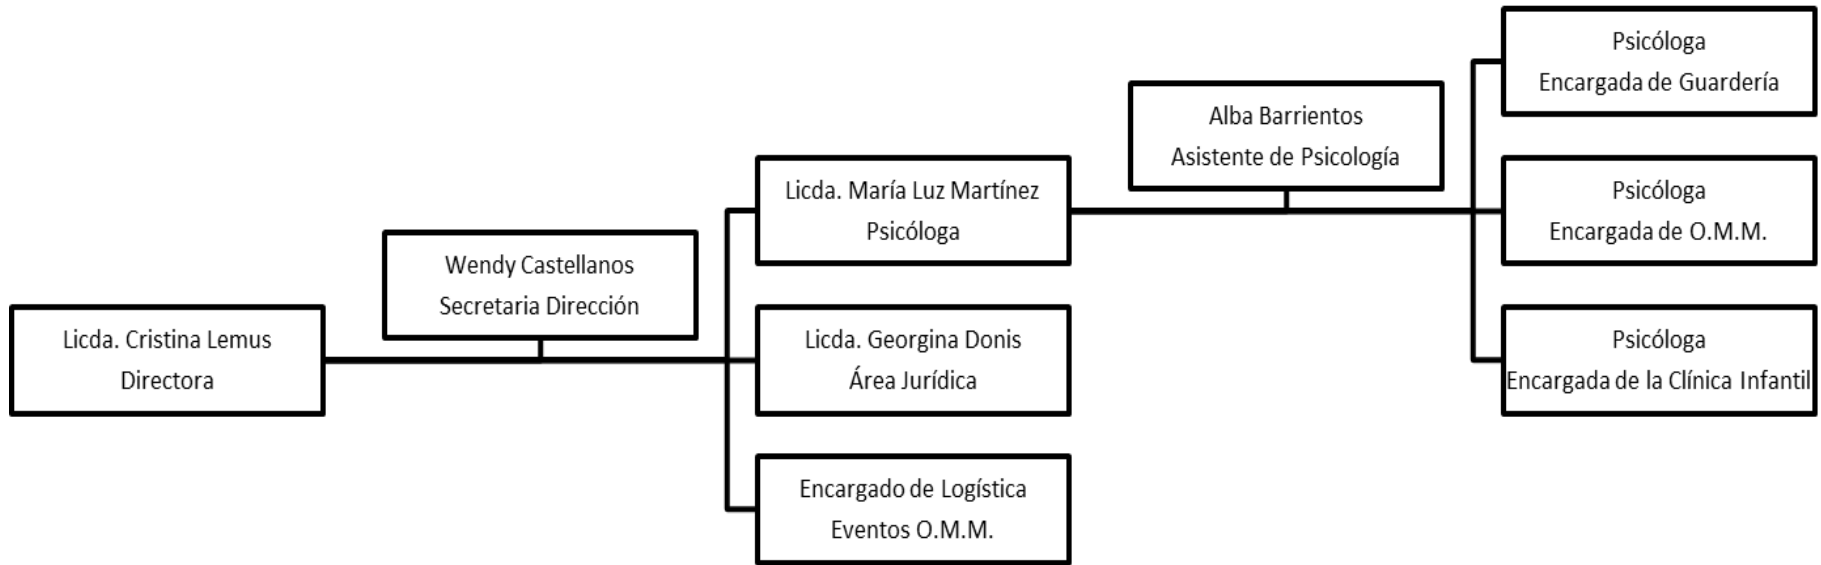 Licda. Cristina Lemus
Directora
Wendy Castellanos
Secretaria Dirección
Licda. María Luz Martínez
Psicóloga
Licda. Georgina Donis
Área Jurídica
Encargado de Logística
Eventos O.M.M.
Alba Barrientos
Asistente de Psicología
Psicóloga
Encargada de Guardería
Psicóloga
Encargada de O.M.M.
Psicóloga
Encargada de la Clínica Infantil